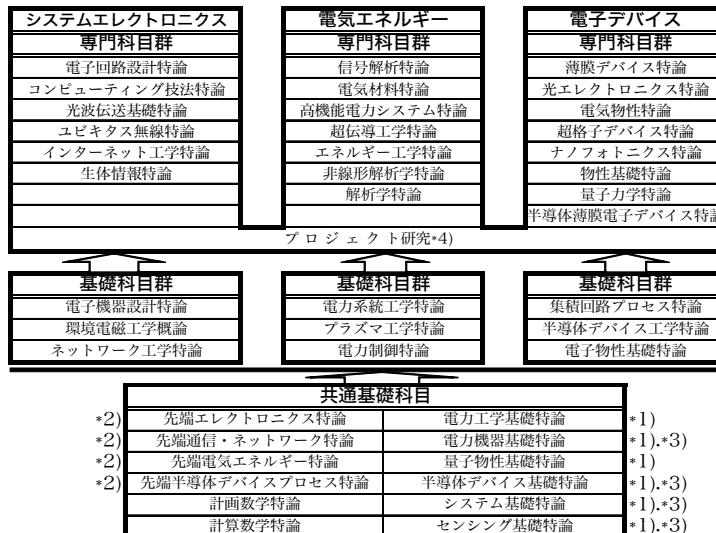 システムエレクトロニクス 電気エネルギー 電子デバイス
専門科目群 専門科目群 専門科目群
電子回路設計特論 信号解析特論 薄膜デバイス特論
コンピューティング技法特論 電気材料特論 光エレクトロニクス特論
光波伝送基礎特論 高機能電力システム特論 電気物性特論
ユビキタス無線特論 超伝導工学特論 超格子デバイス特論
インターネット工学特論 エネルギー工学特論 ナノフォトニクス特論
生体情報特論 非線形解析学特論 物性基礎特論
解析学特論 量子力学特論
半導体薄膜電子デバイス特論
プロジェクト研究*4)
基礎科目群 基礎科目群 基礎科目群
電子機器設計特論 電力系統工学特論 集積回路プロセス特論
環境電磁工学概論 プラズマ工学特論 半導体デバイス工学特論
ネットワーク工学特論 電力制御特論 電子物性基礎特論
共通基礎科目
*2) 先端エレクトロニクス特論 電力工学基礎特論 *1)
*2) 先端通信・ネットワーク特論 電力機器基礎特論 *1).*3)
*2) 先端電気エネルギー特論 量子物性基礎特論 *1)
*2) 先端半導体デバイスプロセス特論 半導体デバイス基礎特論 *1).*3)
計画数学特論 システム基礎特論 *1).*3)
計算数学特論 センシング基礎特論 *1).*3)